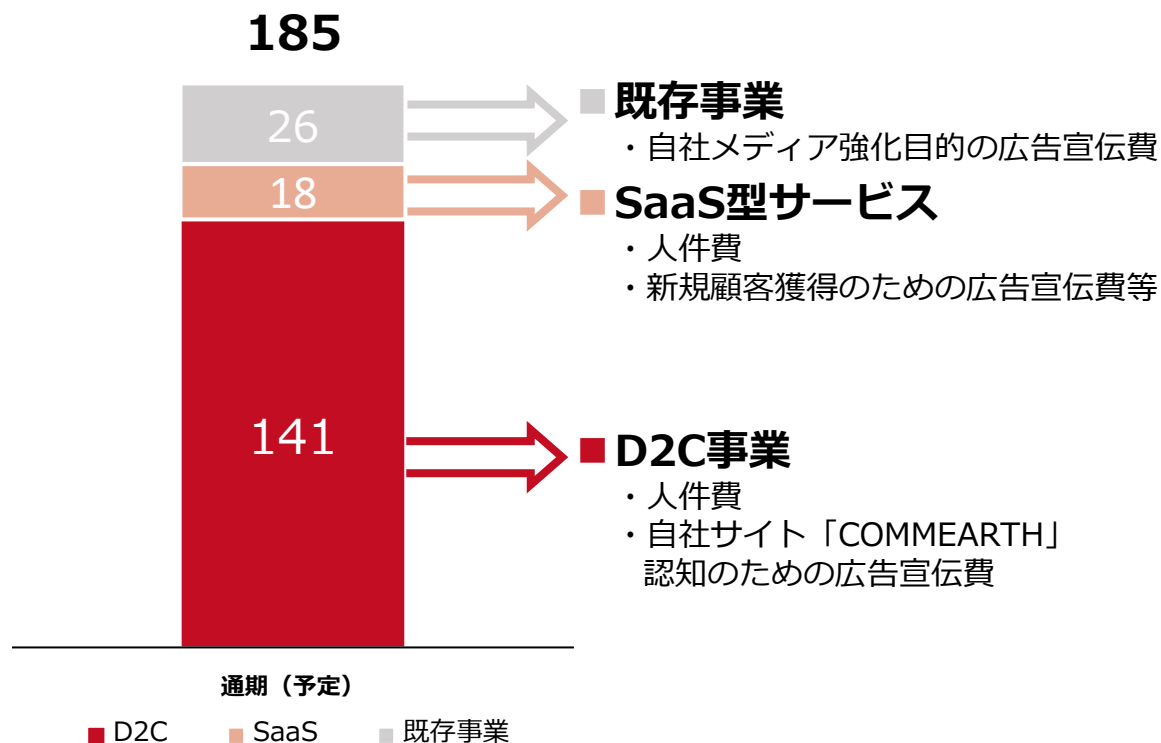 185
26
18
141
■ 既存事業
・自社メディア強化目的の広告宣伝費
■ SaaS型サービス
・人件費
・新規顧客獲得のための広告宣伝費等
■ D2C事業
・人件費
・自社サイト「COMMEARTH」
認知のための広告宣伝費
通期（予定）
■ D2C ■ SaaS ■ 既存事業